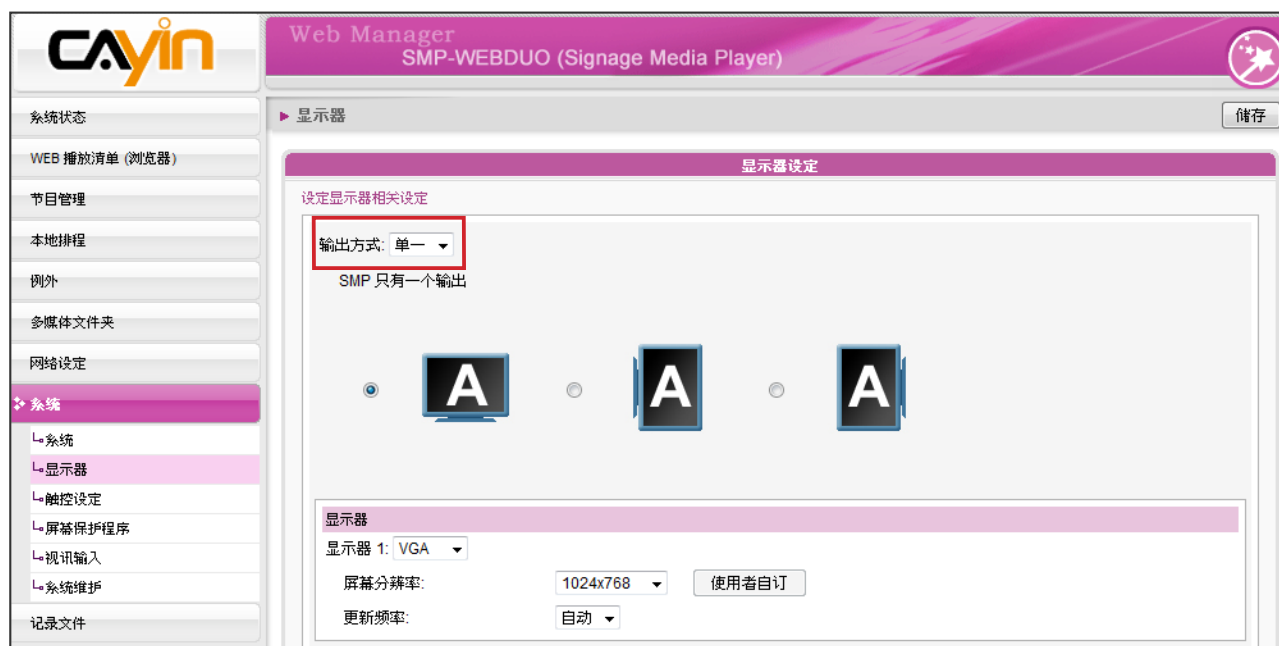 CAYIN
Web Manager
SMP-WEBDUO (Signage Media Player)
系统状态
WEB 播放清单 (浏览器)
节目管理
本地排程
例外
多媒体文件夹
网络设定
系统
系统
显示器
触控设定
屏幕保护程序
视讯输入
系统维护
记录文件
显示器
储存
显示器设定
设定显示器相关设定
输出方式: 单一
SMP 只有一个输出
A A A
显示器
显示器 1: VGA
屏幕分辨率: 1024x768 使用者自订
更新频率: 自动